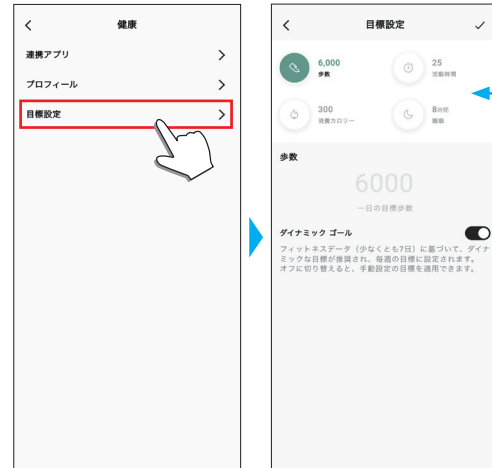 健康
連携アプリ
プロフィール
目標設定
目標設定
6,000
歩数
25
活動時間
300
消費カロリー
8時間
睡眠
歩数
6000
一日の目標歩数
ダイナミック ゴール
フィットネスデータ（少なくとも7日）に基づいて、ダイナ
ミックな目標が推奨され、毎週の目標に設定されます。
オフに切り替えると、手動設定の目標を適用できます。